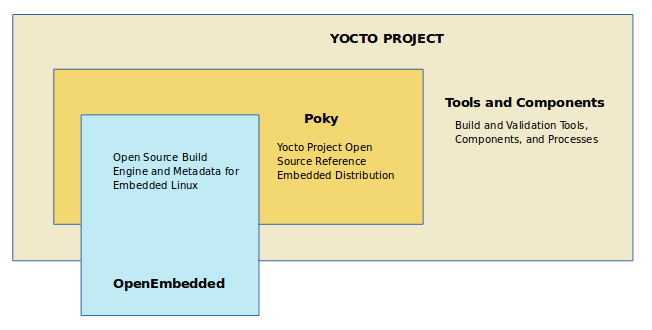 YOCTO PROJECT
Tools and Components
Build and Validation Tools,
Components, and Processes
Poky
Yocto Project Open
Source Reference
Embedded Distribution
Open Source Build
Engine and Metadata for
Embedded Linux
OpenEmbedded